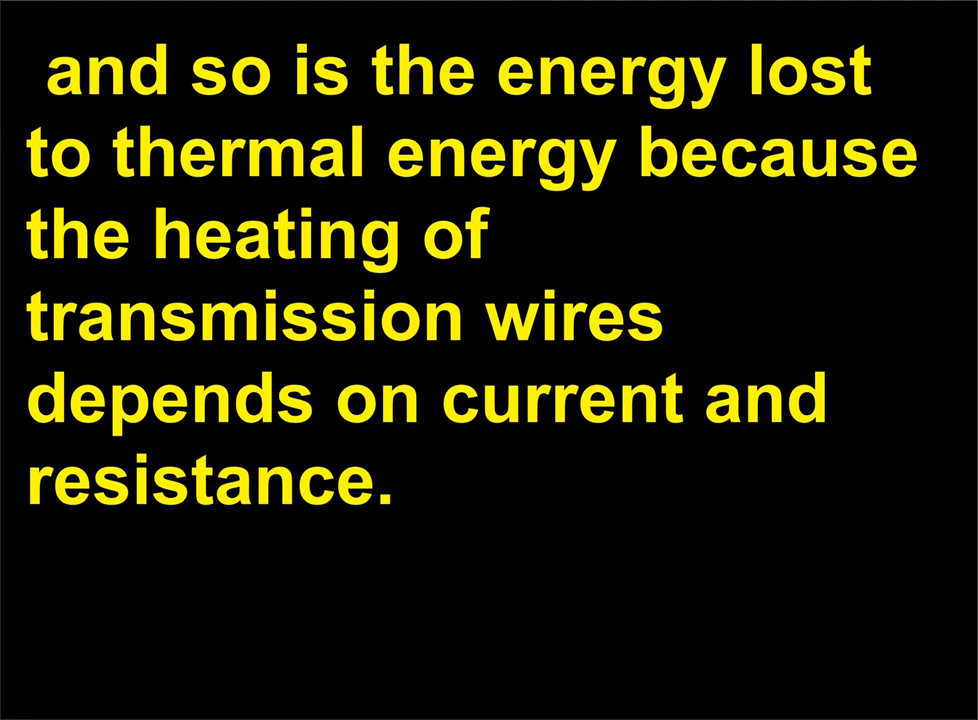 and so is the energy lost
to thermal energy because
the heating of
transmission wires
depends on current and
resistance.